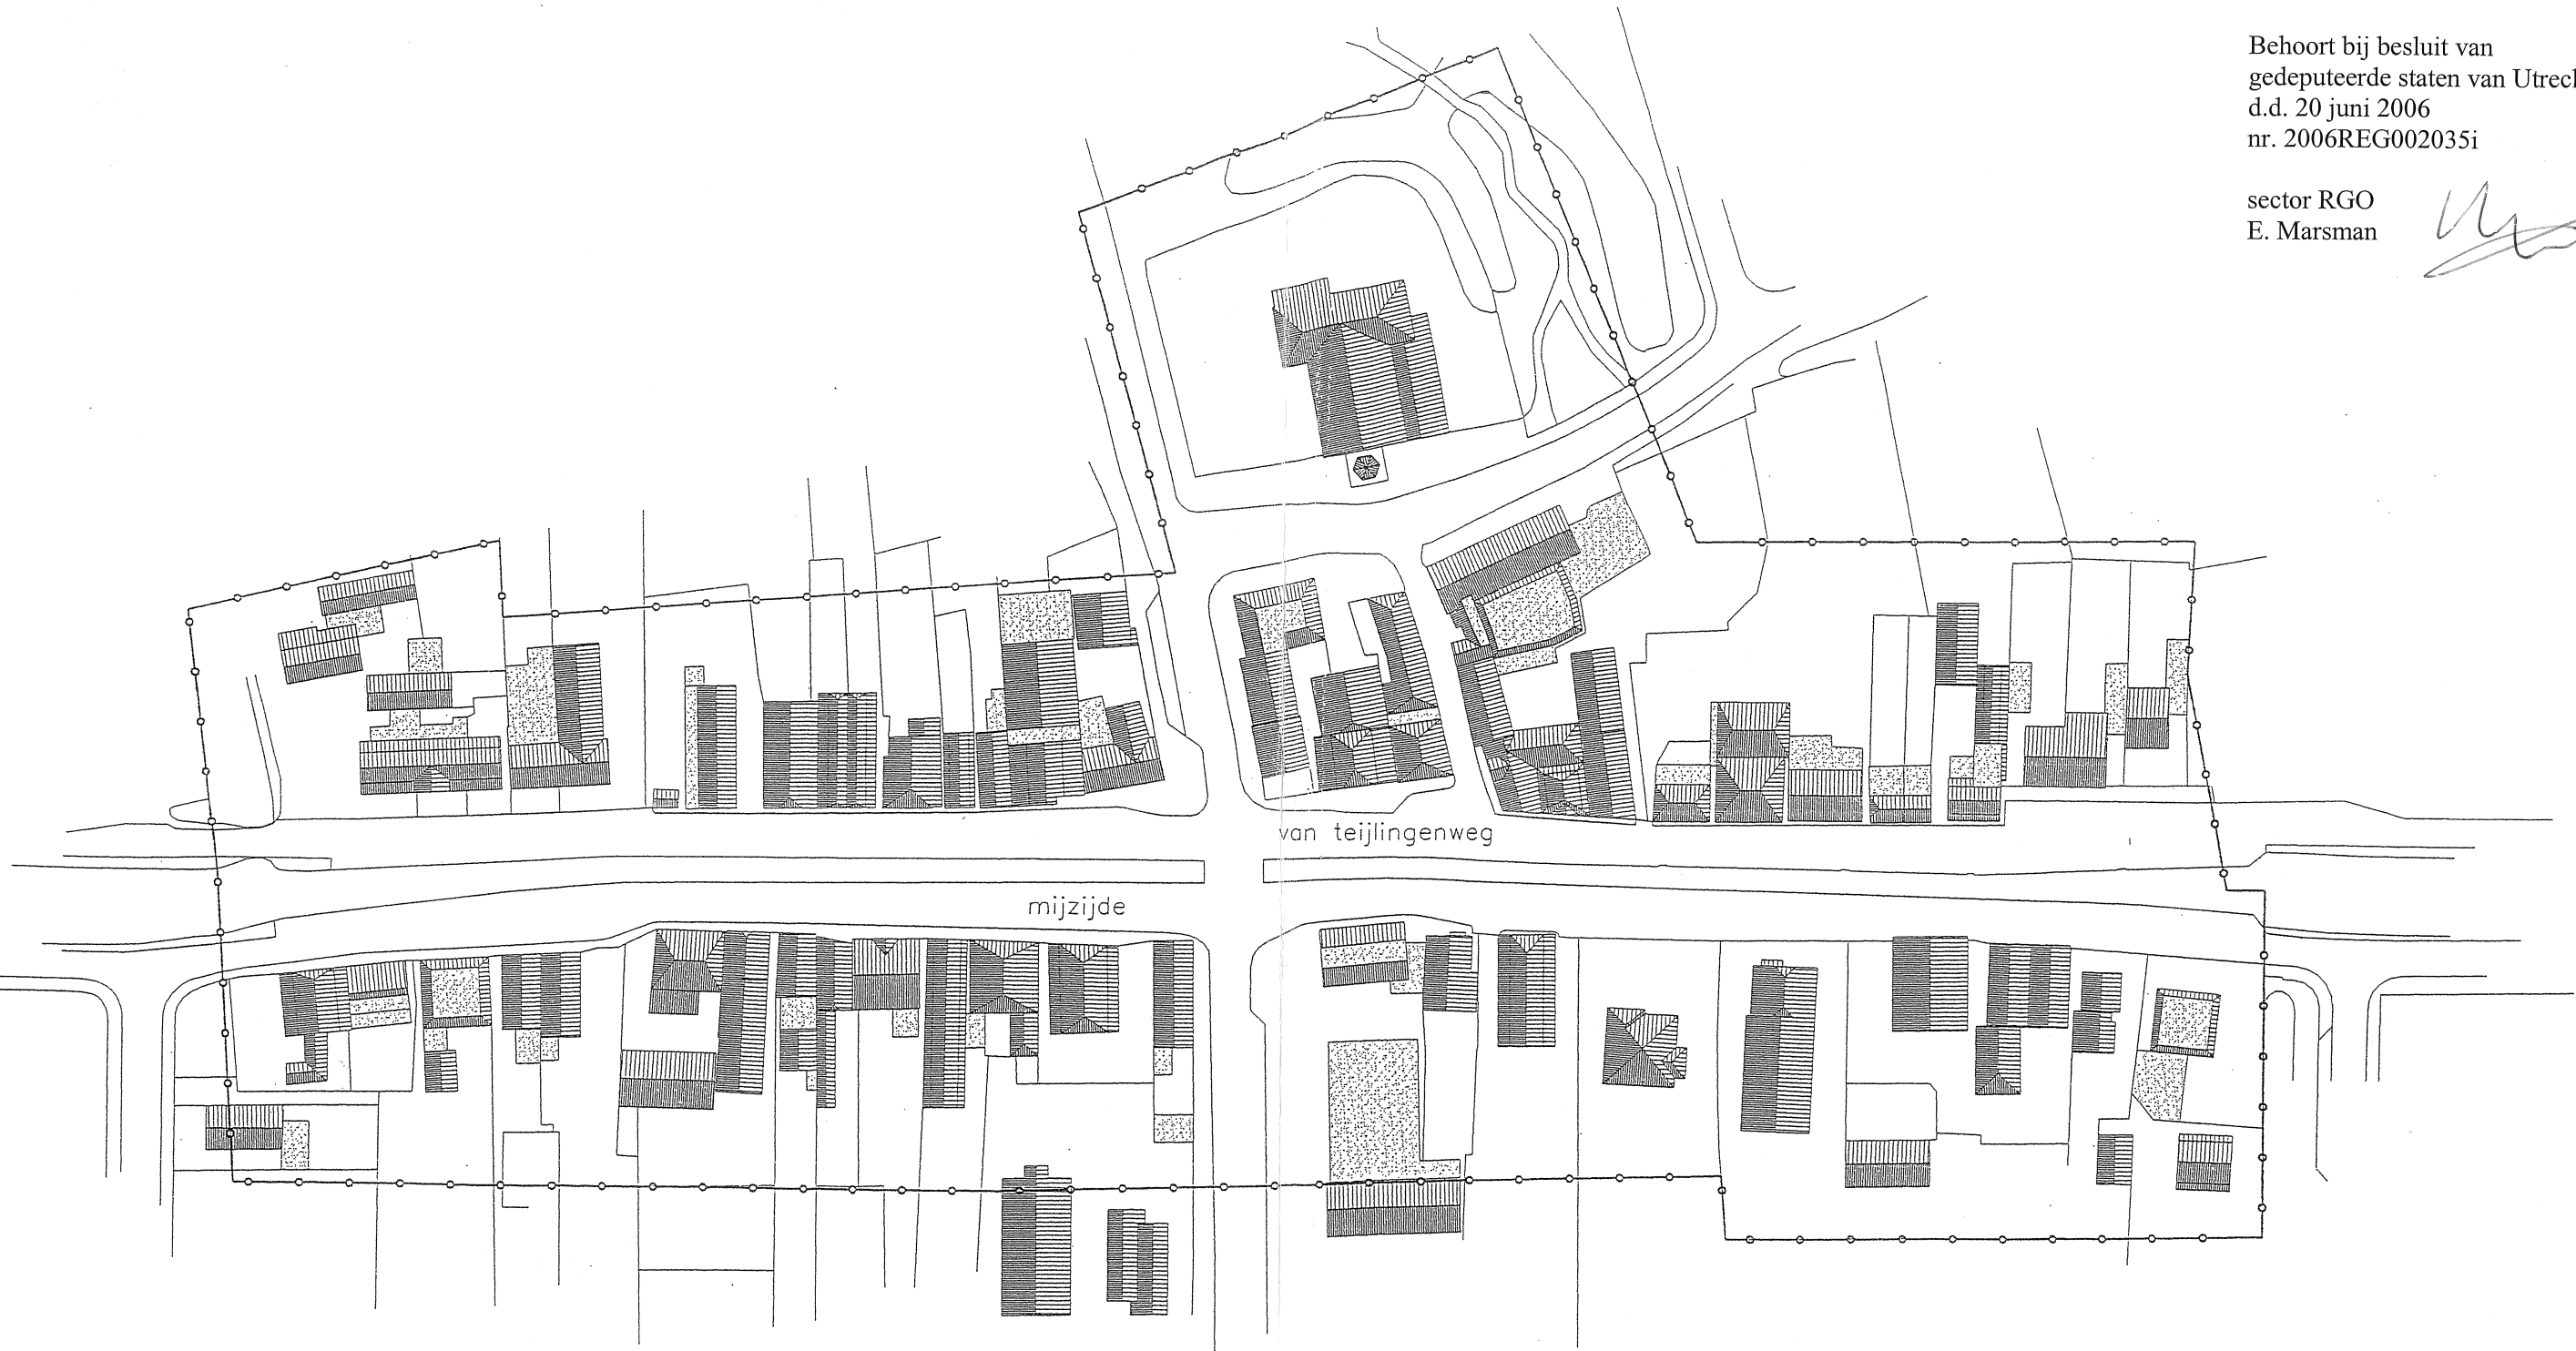 Behoort bij besluit van
gedeputeerde staten van Utrecl
d.d. 20 juni 2006
nr. 2006REG002035i
sector RGO
E. Marsman
van teijlingenweg
mijzijde